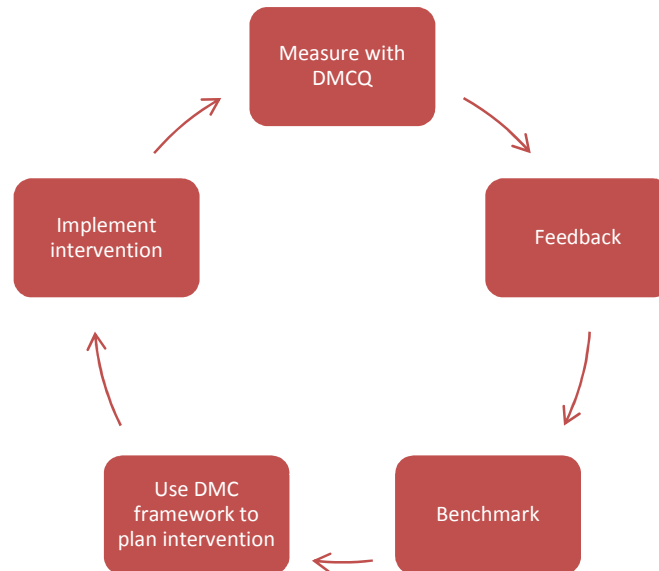 Measure with
DMCQ
Feedback
Benchmark
Use DMC
framework to
plan intervention
Implement
intervention